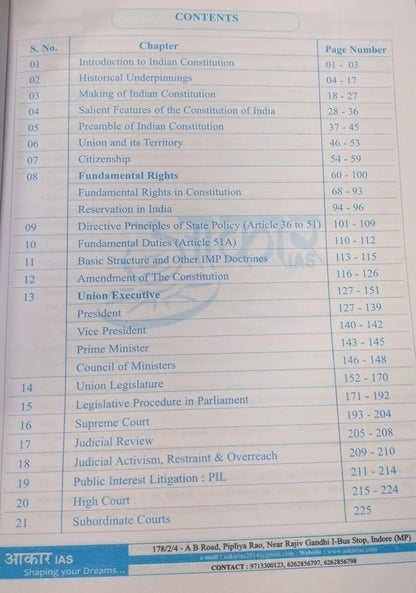 CONTENTS
S. No. Chapter Page Number
01 Introduction to Indian Constitution 01 - 03
02 Historical Underpinnings 04 - 17
03 Making of Indian Constitution 18 - 27
04 Salient Features of the Constitution of India 28 - 36
05 Preamble of Indian Constitution 37 - 45
06 Union and its Territory 46 - 53
07 Citizenship 54 - 59
08 Fundamental Rights 60 - 100
Fundamental Rights in Constitution 68 - 93
Reservation in India 94 - 96
09 Directive Principles of State Policy (Article 36 to 51) 101 - 109
10 Fundamental Duties (Article 51A) 110 - 112
11 Basic Structure and Other IMP Doctrines 113 - 115
12 Amendment of The Constitution 116 - 126
13 Union Executive 127 - 151
President 127 - 139
Vice President 140 - 142
Prime Minister 143 - 145
Council of Ministers 146 - 148
14 Union Legislature 152 - 170
15 Legislative Procedure in Parliament 171 - 192
16 Supreme Court 193 - 204
17 Judicial Review 205 - 208
18 Judicial Activism, Restraint & Overreach 209 - 210
19 Public Interest Litigation : PIL 211 - 214
20 High Court 215 - 224
21 Subordinate Courts 225
आकार IAS
आकार IAS
Shaping your Dreams...
178/2/4 - A B Road, Pipliya Rao, Near Rajiv Gandhi I-Bus Stop, Indore (MP)
e-mail : aakarias2014@gmail.com , Website : www.aakarias.com
CONTACT : 9713300123, 6262856797, 6262856798